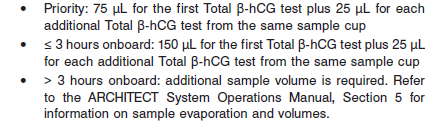 • Priority: 75 µL for the first Total β-hCG test plus 25 µL for each
additional Total β-hCG test from the same sample cup
• ≤ 3 hours onboard: 150 µL for the first Total β-hCG test plus 25 µL
for each additional Total β-hCG test from the same sample cup
• > 3 hours onboard: additional sample volume is required. Refer
to the ARCHITECT System Operations Manual, Section 5 for
information on sample evaporation and volumes.